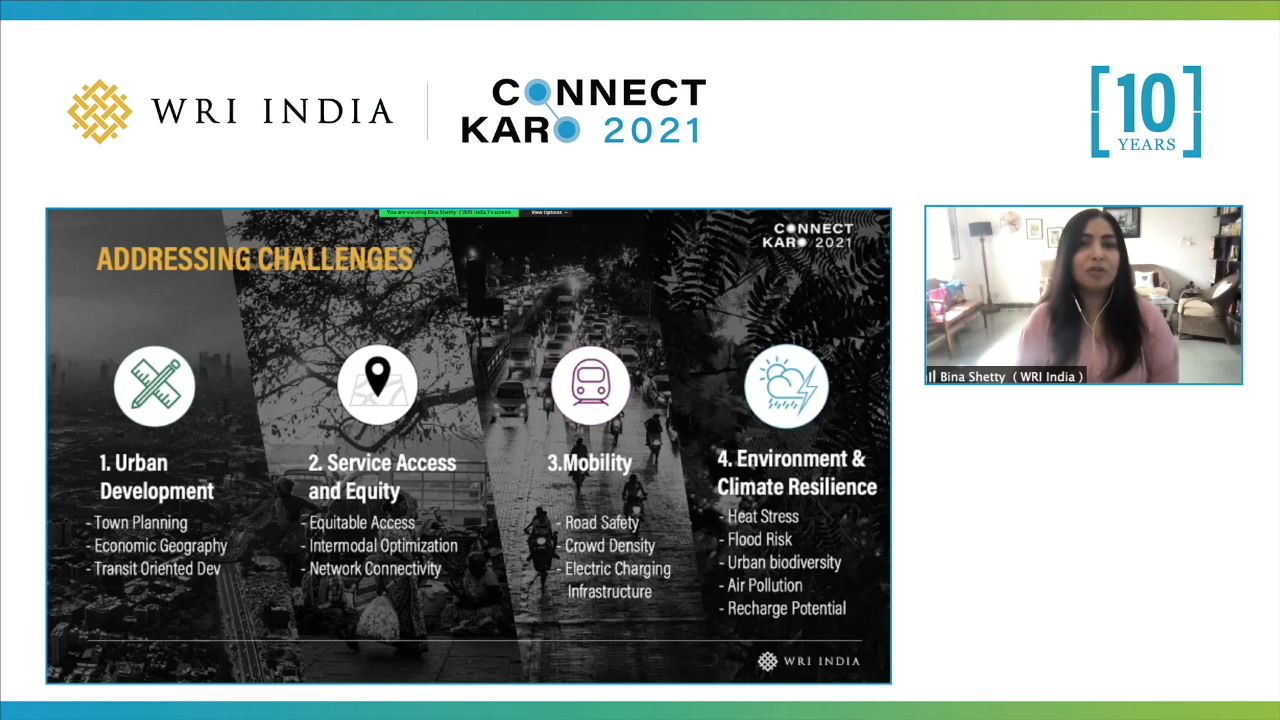 WRI INDIA
CONNECT
KARO 2021
10
YEARS
You are viewing Bina Shetty ( WRI India)'s screen
View Options
CONNECT
KARO 2021
ADDRESSING CHALLENGES
1. Urban
Development
- Town Planning
- Economic Geography
- Transit Oriented Dev
2. Service Access
and Equity
- Equitable Access
- Intermodal Optimization
- Network Connectivity
3.Mobility
- Road Safety
- Crowd Density
- Electric Charging
Infrastructure
4. Environment &
Climate Resilience
- Heat Stress
- Flood Risk
- Urban biodiversity
- Air Pollution
- Recharge Potential
WRI INDIA
Bina Shetty ( WRI India )